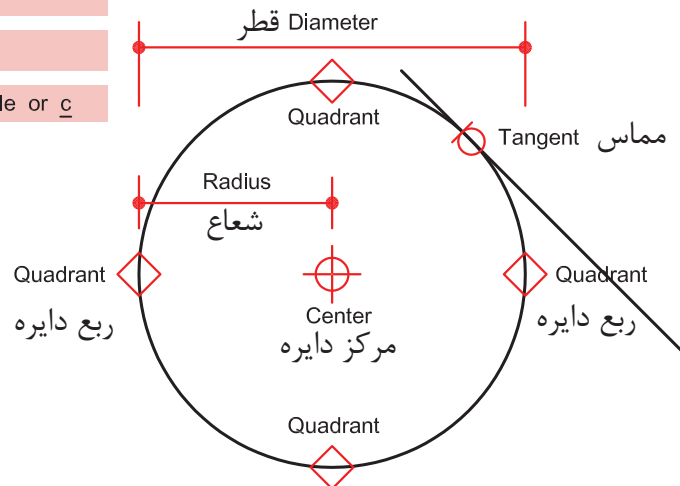 قطر Diameter
le or c
Quadrant
Tangent مماس
Radius
شعاع
Quadrant
Quadrant
ربع دایره
ربع دایره
Center
مرکز دایره
Quadrant